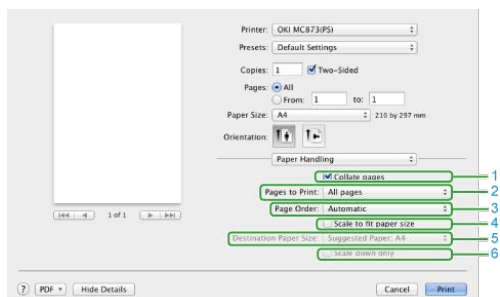 Printer: OKI MC873(PS)
Presets: Default Settings
Copies: 1 Two-Sided
Pages: All
From: 1 to: 1
Paper Size: A4 210 by 297 mm
Orientation:
Paper Handling
Collate pages 1
Pages to Print: All pages 2
Page Order: Automatic 3
Scale to fit paper size 4
Destination Paper Size: Suggested Paper: A4 5
Scale down only 6
1 of 1
? PDF Hide Details Cancel Print